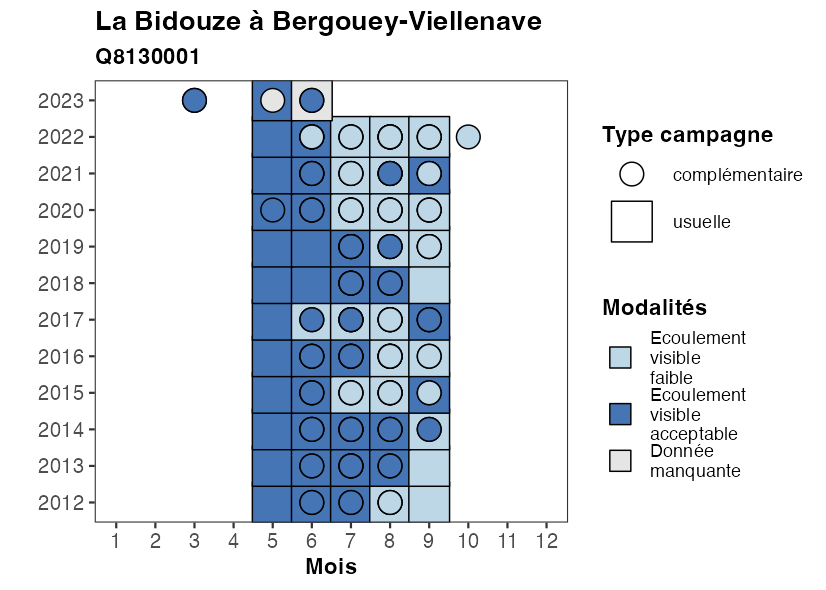 La Bidouze à Bergouey-Viellenave
Q8130001
2023
2022
2021
2020
2019
2018
2017
2016
2015
2014
2013
2012
1 2 3 4 5 6 7 8 9 10 11 12
Mois
Type campagne
complémentaire
usuelle
Modalités
Ecoulement
visible
faible
Ecoulement
visible
acceptable
Donnée
manquante